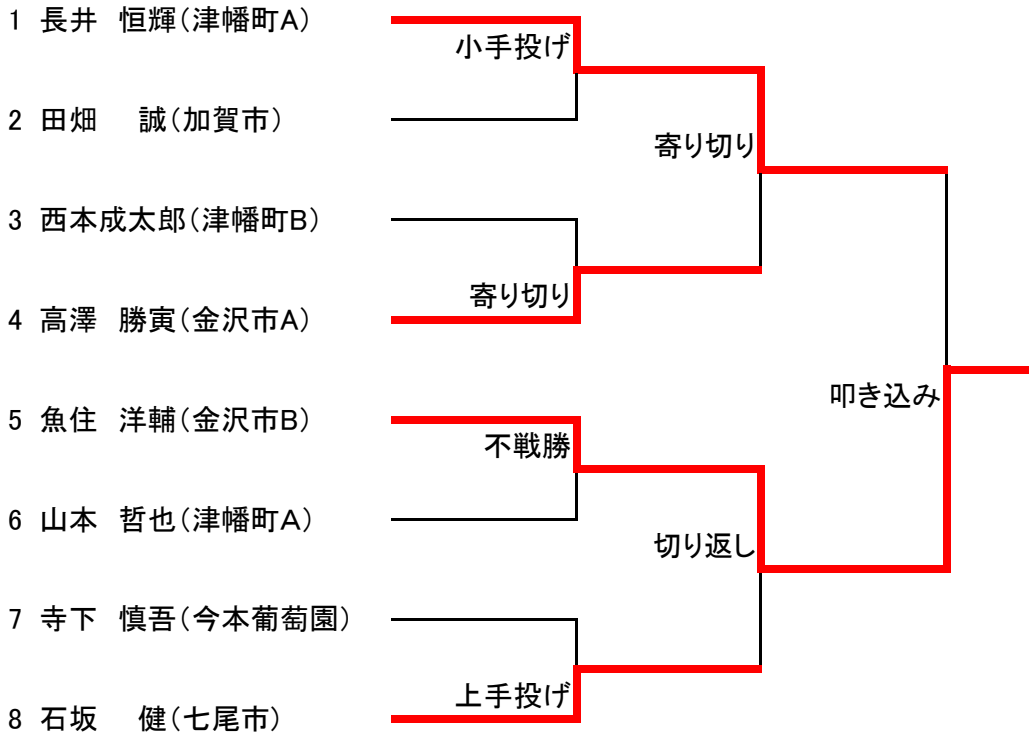 1 長井 恒輝(津幡町A)
小手投げ
2 田畑 誠(加賀市)
寄り切り
3 西本成太郎(津幡町B)
寄り切り
4 高澤 勝寅(金沢市A)
叩き込み
5 魚住 洋輔(金沢市B)
不戦勝
6 山本 哲也(津幡町A)
切り返し
7 寺下 慎吾(今本葡萄園)
上手投げ
8 石坂 健(七尾市)